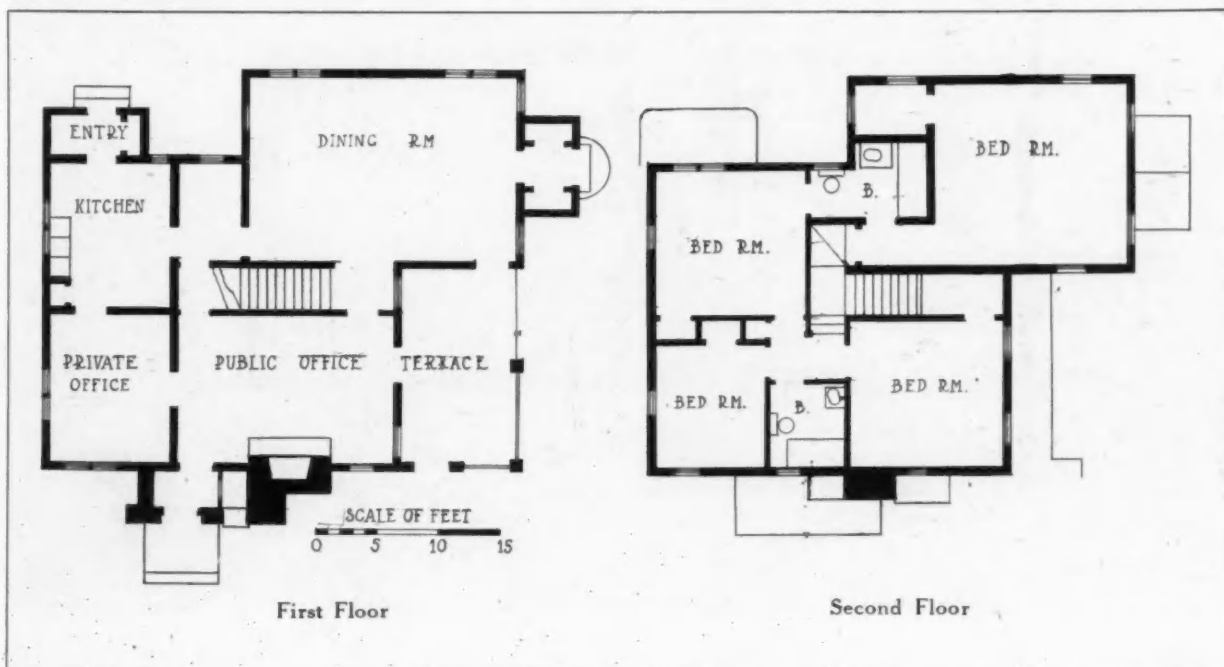 ENTRY
DINING RM
KITCHEN
PRIVATE
OFFICE
PUBLIC OFFICE
TERRACE
SCALE OF FEET
0 5 10 15
First Floor
BED RM.
B.
BED RM.
BED RM.
B.
BED RM.
Second Floor